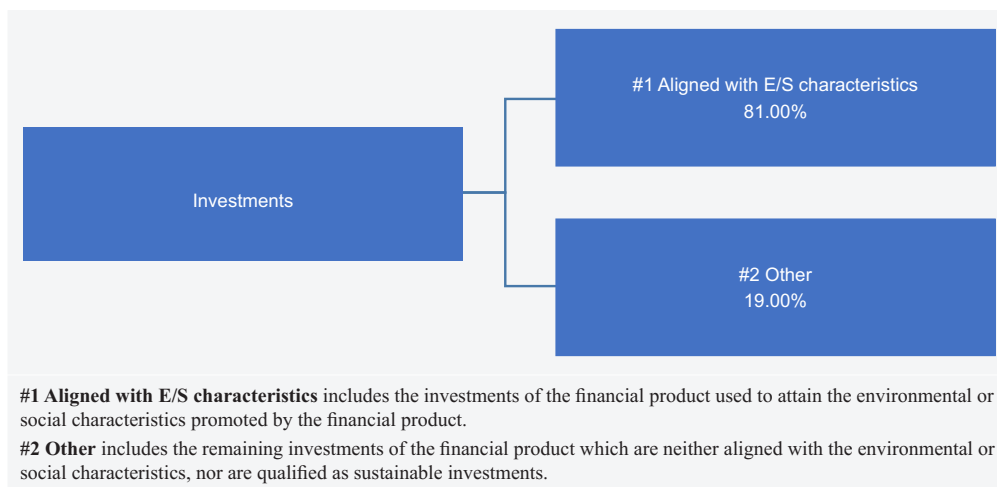 #1 Aligned with E/S characteristics
81.00%
Investments
#2 Other
19.00%
#1 Aligned with E/S characteristics includes the investments of the financial product used to attain the environmental or
social characteristics promoted by the financial product.
#2 Other includes the remaining investments of the financial product which are neither aligned with the environmental or
social characteristics, nor are qualified as sustainable investments.